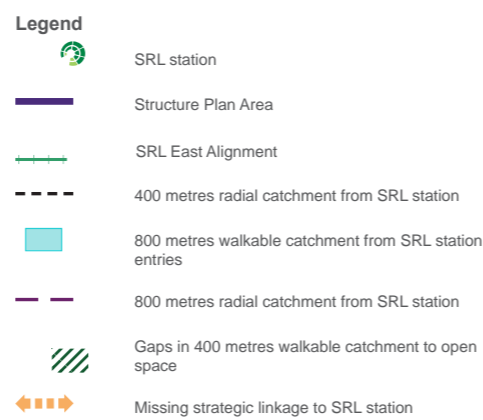 Legend
SRL station
Structure Plan Area
SRL East Alignment
400 metres radial catchment from SRL station
800 metres walkable catchment from SRL station
entries
800 metres radial catchment from SRL station
Gaps in 400 metres walkable catchment to open
space
Missing strategic linkage to SRL station